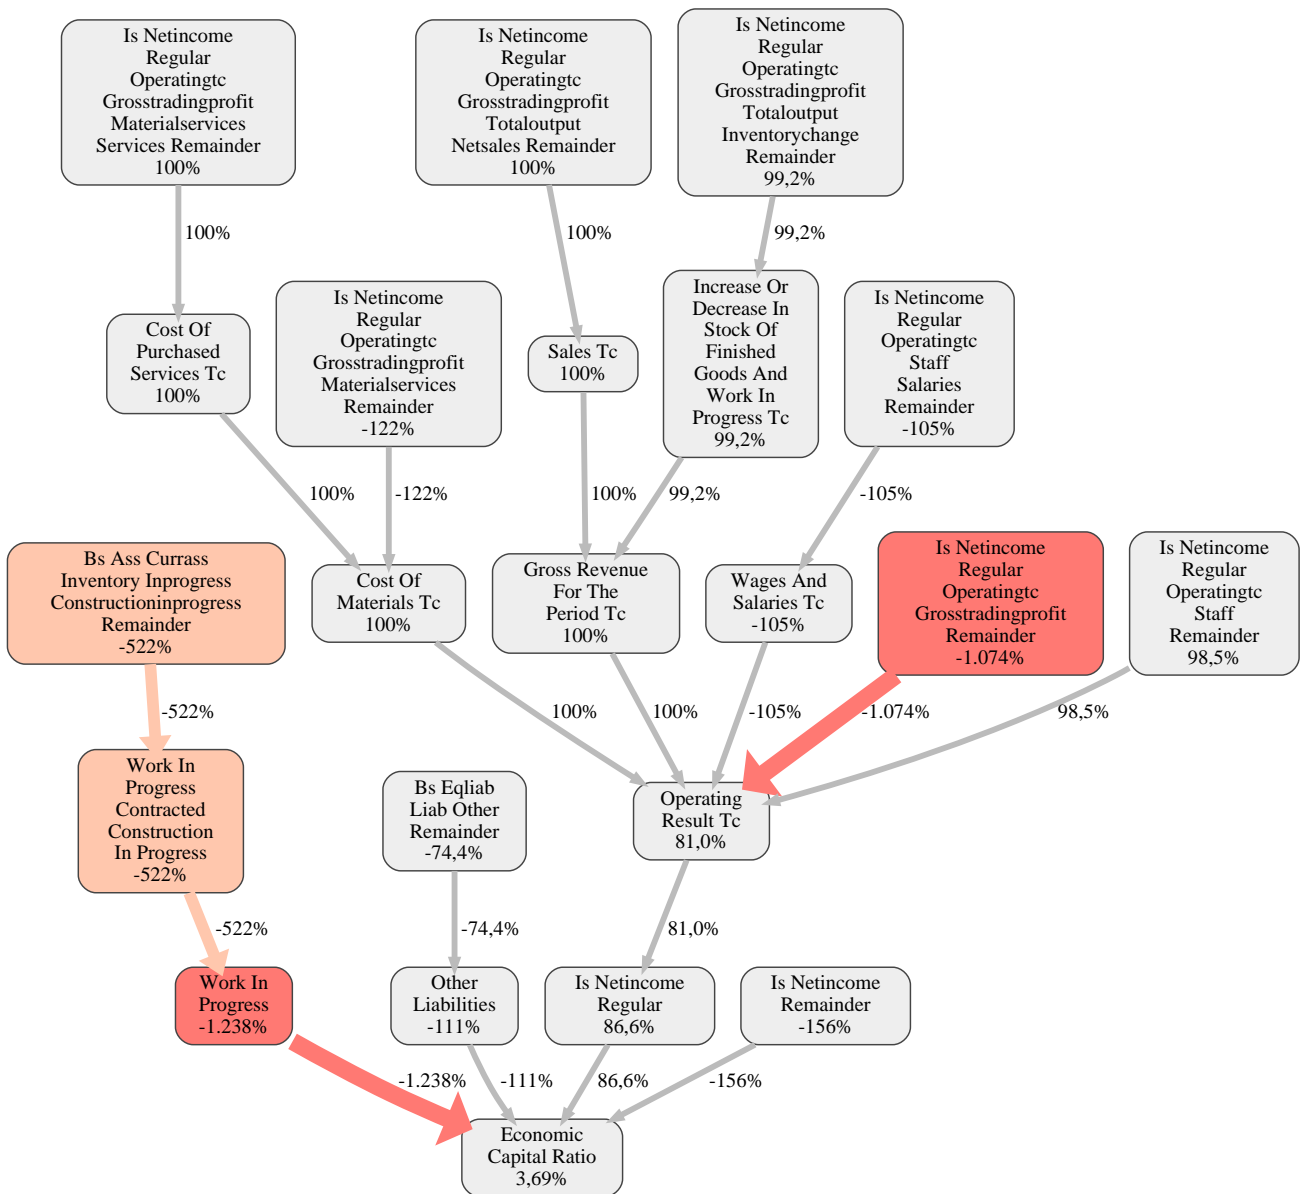 Is Netincome
Regular
Operatingtc
Grosstradingprofit
Materialservices
Services Remainder
100%
Is Netincome
Regular
Operatingtc
Grosstradingprofit
Totaloutput
Netsales Remainder
100%
Is Netincome
Regular
Operatingtc
Grosstradingprofit
Totaloutput
Inventorychange
Remainder
99,2%
100%
100%
99,2%
Cost Of
Purchased
Services Tc
100%
Is Netincome
Regular
Operatingtc
Grosstradingprofit
Materialservices
Remainder
-122%
Sales Tc
100%
Increase Or
Decrease In
Stock Of
Finished
Goods And
Work In
Progress Tc
99,2%
Is Netincome
Regular
Operatingtc
Staff
Salaries
Remainder
-105%
100%
-122%
100%
99,2%
-105%
Bs Ass Currass
Inventory Inprogress
Constructioninprogress
Remainder
-522%
Cost Of
Materials Tc
100%
Gross Revenue
For The
Period Tc
100%
Wages And
Salaries Tc
-105%
Is Netincome
Regular
Operatingtc
Grosstradingprofit
Remainder
-1.074%
Is Netincome
Regular
Operatingtc
Staff
Remainder
98,5%
-522%
100%
100%
-105%
-1.074%
98,5%
Work In
Progress
Contracted
Construction
In Progress
-522%
Bs Eqliab
Liab Other
Remainder
-74,4%
Operating
Result Tc
81,0%
-522%
-74,4%
81,0%
Work In
Progress
-1.238%
Other
Liabilities
-111%
Is Netincome
Regular
86,6%
Is Netincome
Remainder
-156%
-1.238%
-111%
86,6%
-156%
Economic
Capital Ratio
3,69%